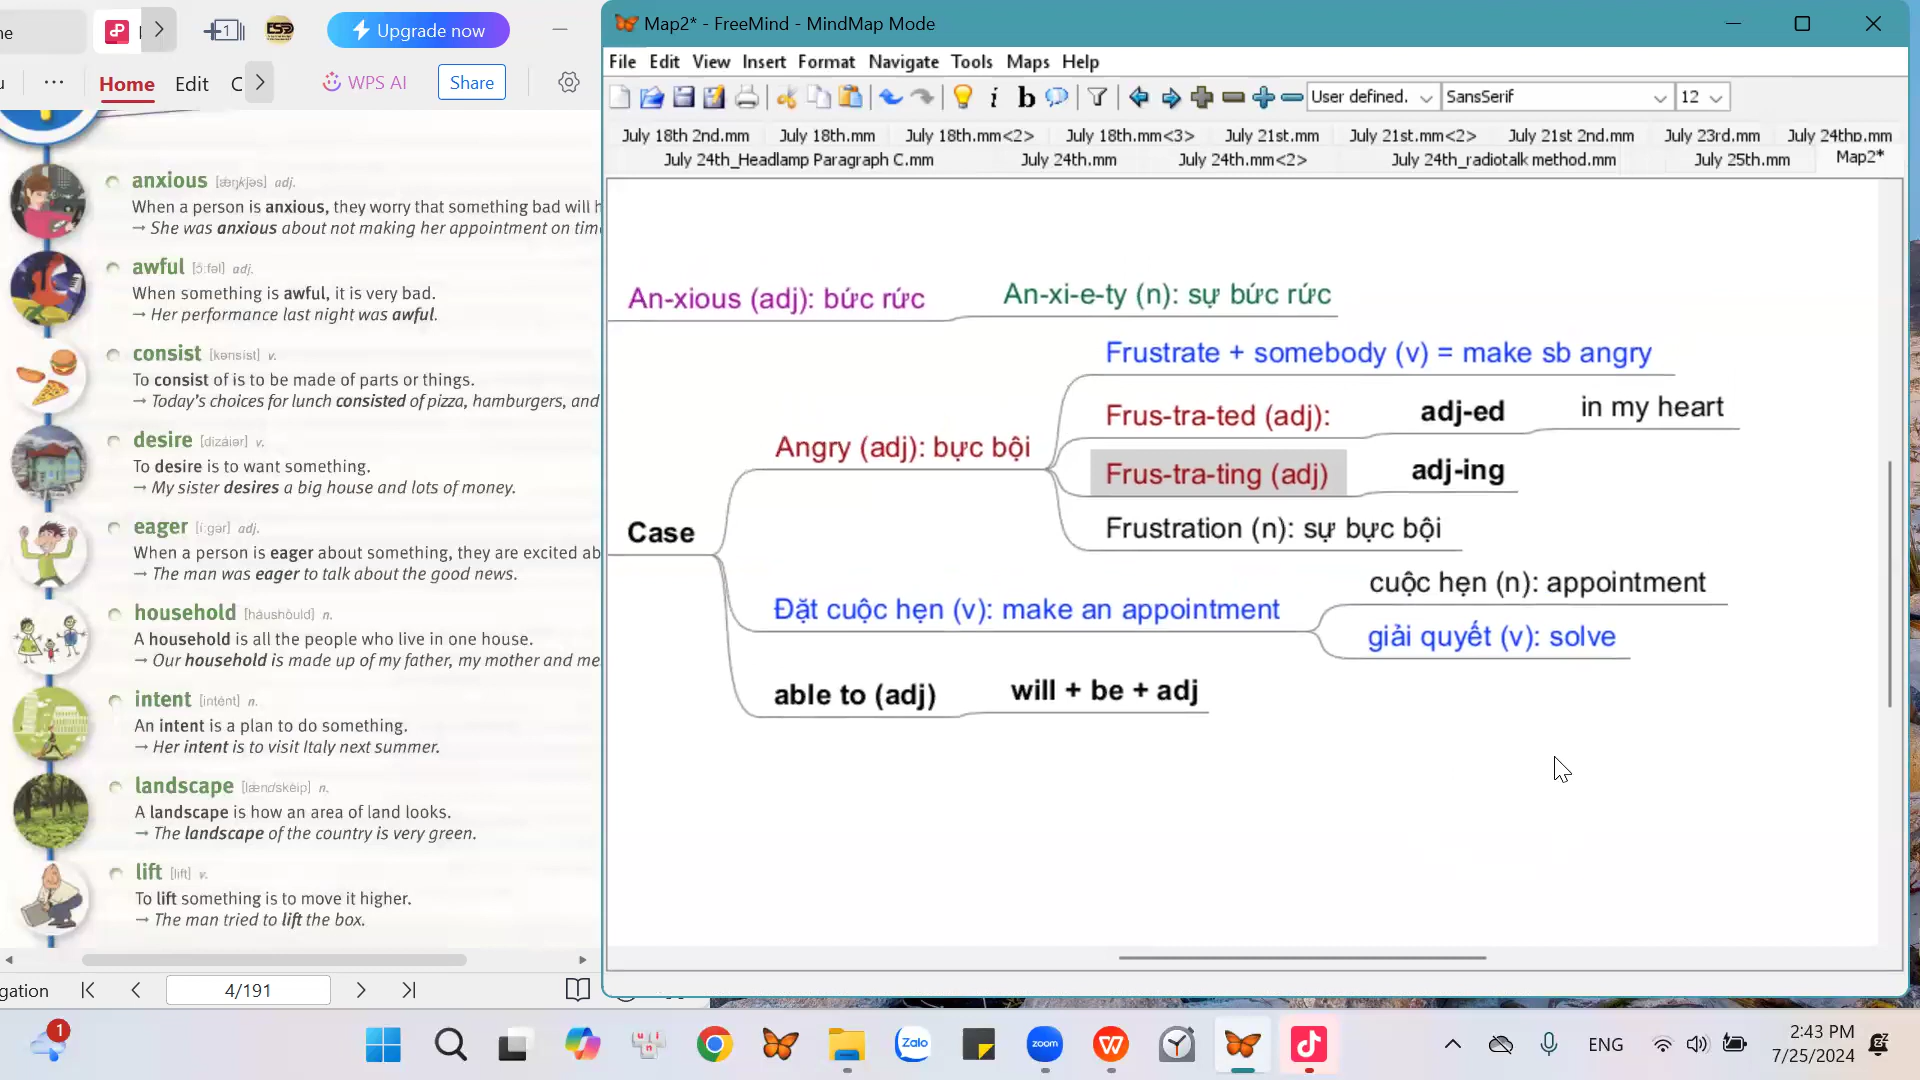 ne
1
Upgrade now
Map2* - FreeMind - MindMap Mode
Home
Edit
C
WPS AI
Share
File Edit View Insert Format Navigate Tools Maps Help
User defined.
SansSerif
12
July 18th 2nd.mm
July 18th.mm
July 18th.mm<2>
July 18th.mm<3>
July 21st.mm
July 21st.mm<2>
July 21st 2nd.mm
July 23rd.mm
July 24thp.mm
July 24th_Headlamp Paragraph C.mm
July 24th.mm
July 24th.mm<2>
July 24th_radiotalk method.mm
July 25th.mm
Map2*
anxious [ǽŋkʃəs] adj.
When a person is anxious, they worry that something bad will h
→ She was anxious about not making her appointment on tim
awful [ɔ́:fəl] adj.
When something is awful, it is very bad.
→ Her performance last night was awful.
consist [kənsíst] v.
To consist of is to be made of parts or things.
→ Today's choices for lunch consisted of pizza, hamburgers, and
desire [dizáiər] v.
To desire is to want something.
→ My sister desires a big house and lots of money.
eager [í:gər] adj.
When a person is eager about something, they are excited ab
→ The man was eager to talk about the good news.
household [háushòuld] n.
A household is all the people who live in one house.
→ Our household is made up of my father, my mother and me
intent [intént] n.
An intent is a plan to do something.
→ Her intent is to visit Italy next summer.
landscape [lǽndskèip] n.
A landscape is how an area of land looks.
→ The landscape of the country is very green.
lift [lift] v.
To lift something is to move it higher.
→ The man tried to lift the box.
An-xious (adj): bức rức
An-xi-e-ty (n): sự bức rức
Frustrate + somebody (v) = make sb angry
Frus-tra-ted (adj):
adj-ed
in my heart
Angry (adj): bực bội
Frus-tra-ting (adj)
adj-ing
Frustration (n): sự bực bội
Case
cuộc hẹn (n): appointment
Đặt cuộc hẹn (v): make an appointment
giải quyết (v): solve
able to (adj)
will + be + adj
gation
4/191
1
Zalo
zoom
ENG
2:43 PM
7/25/2024